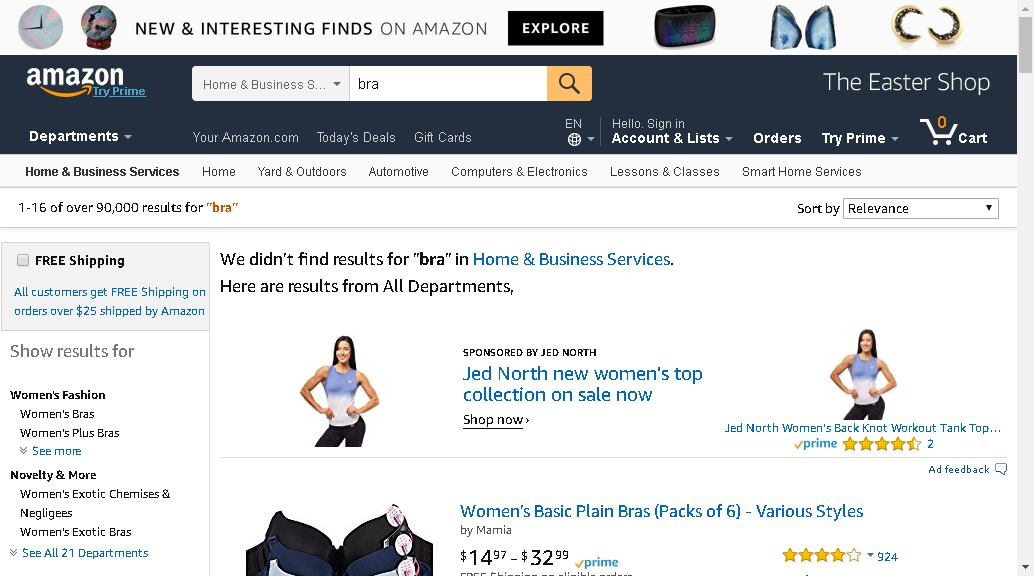 NEW & INTERESTING FINDS ON AMAZON EXPLORE
amazon
Try Prime
Home & Business S...
bra
The Easter Shop
Departments
Your Amazon.com Today's Deals Gift Cards
EN
Hello. Sign in
Account & Lists
Orders
Try Prime
0
Cart
Home & Business Services Home Yard & Outdoors Automotive Computers & Electronics Lessons & Classes Smart Home Services
1-16 of over 90,000 results for "bra"
Sort by Relevance
FREE Shipping
All customers get FREE Shipping on
orders over $25 shipped by Amazon
Show results for
Women's Fashion
Women's Bras
Women's Plus Bras
See more
Novelty & More
Women's Exotic Chemises &
Negligees
Women's Exotic Bras
See All 21 Departments
We didn't find results for "bra" in Home & Business Services.
Here are results from All Departments,
SPONSORED BY JED NORTH
Jed North new women's top
collection on sale now
Shop now ›
Jed North Women's Back Knot Workout Tank Top...
prime 2
Ad feedback
Women's Basic Plain Bras (Packs of 6) - Various Styles
by Mamia
$14 97 - $32 99 prime
924
FREE Shipping on eligible orders